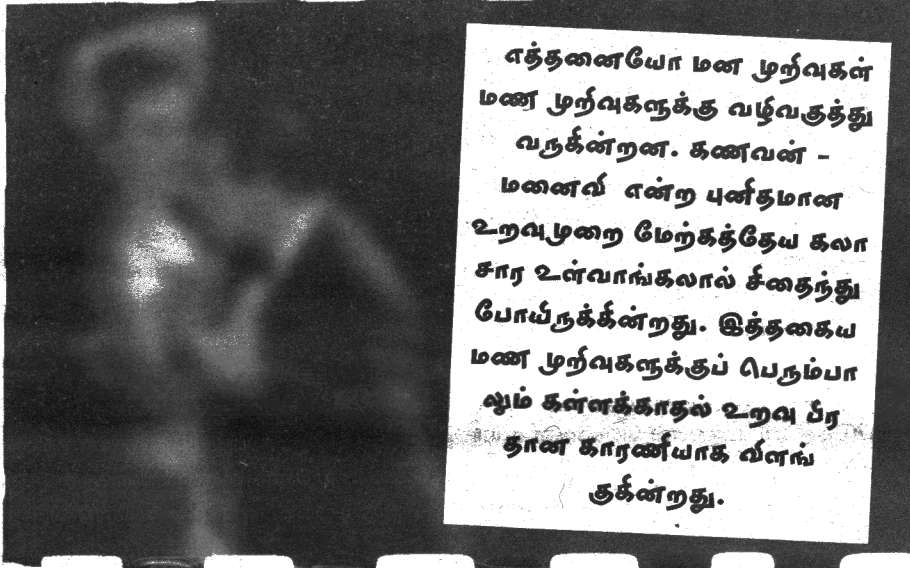 எத்தனையோ மன முறிவுகள்
மண முறிவுகளுக்கு வழிவகுத்து
வருகின்றன. கணவன் -
மனைவி என்ற புனிதமான
உறவுமுறை மேற்கத்தேய கலா
சார உள்வாங்கலால் சிதைந்து
போயிருக்கின்றது. இத்தகைய
மண முறிவுகளுக்குப் பெரும்பா
லும் கள்ளக்காதல் உறவு பிர
தான காரணியாக விளங்
குகின்றது.